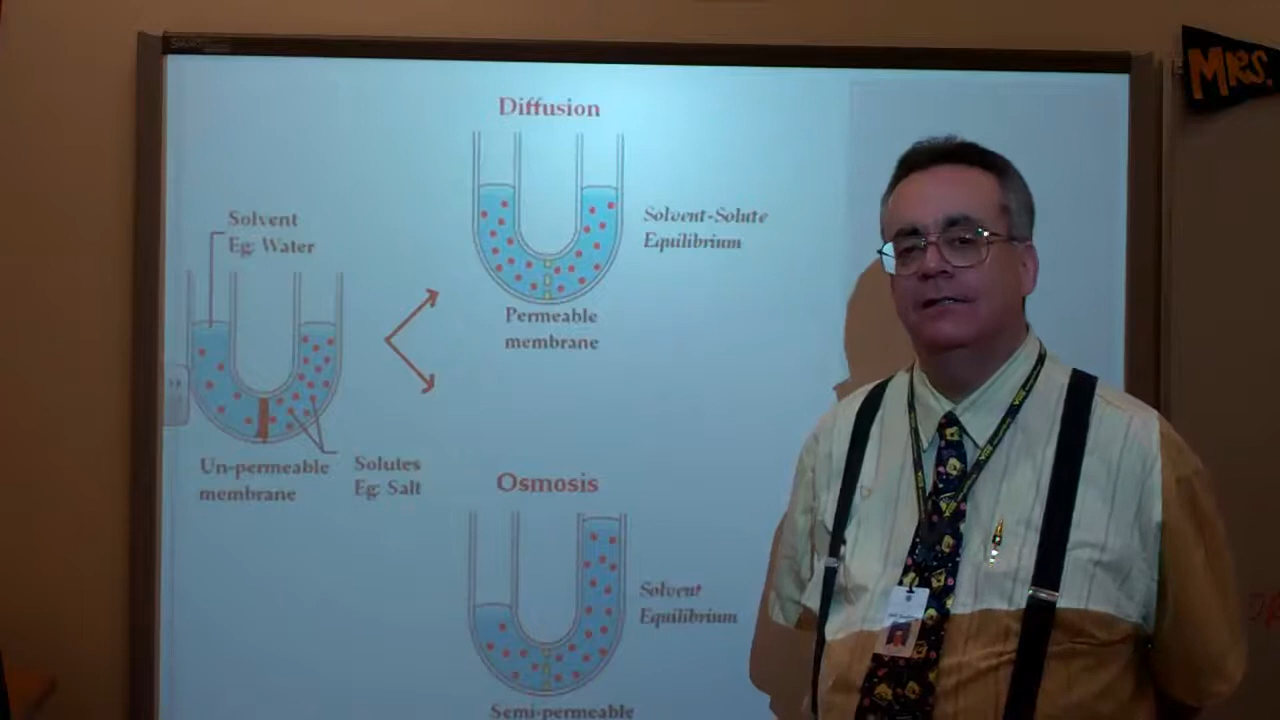 MRS.
Diffusion
Solvent
Eg: Water
Solvent-Solute
Equilibrium
Permeable
membrane
Un-permeable
membrane
Solutes
Eg: Salt
Osmosis
Solvent
Equilibrium
Semi-permeable